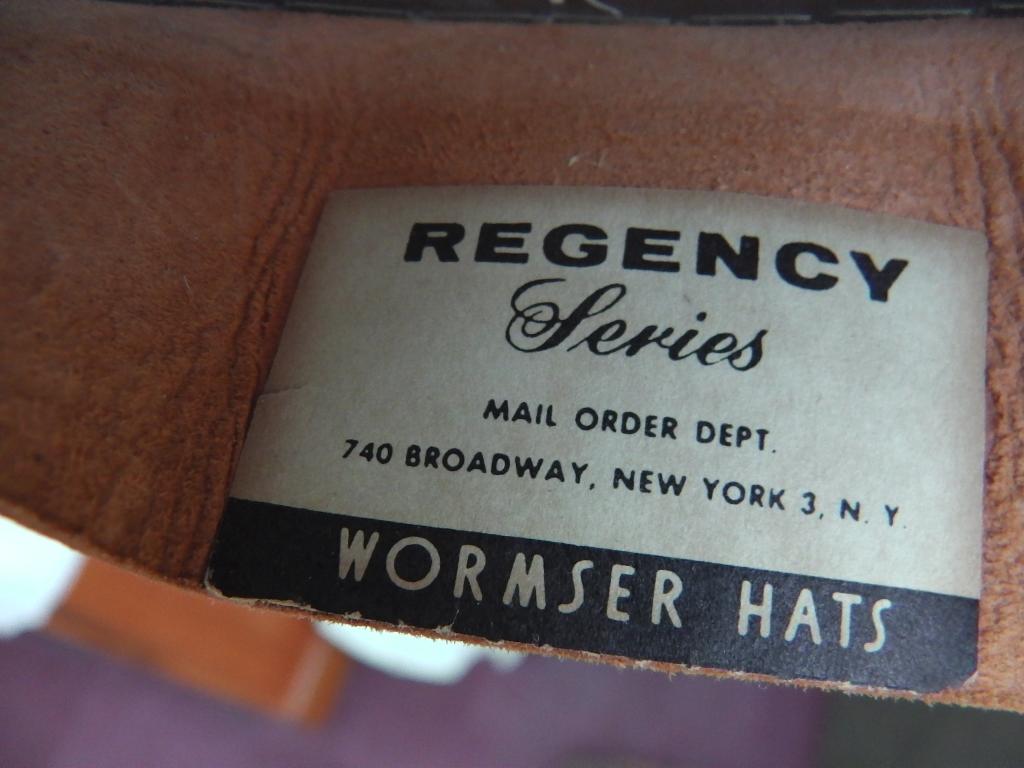 REGENCY
Series
MAIL ORDER DEPT.
740 BROADWAY, NEW YORK 3, N. Y.
WORMSER HATS